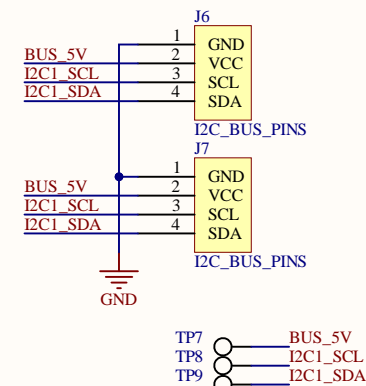 J6
1 GND
BUS_5V 2 VCC
I2C1_SCL 3 SCL
I2C1_SDA 4 SDA
I2C_BUS_PINS
J7
1 GND
BUS_5V 2 VCC
I2C1_SCL 3 SCL
I2C1_SDA 4 SDA
I2C_BUS_PINS
GND
TP7 BUS_5V
TP8 I2C1_SCL
TP9 I2C1_SDA